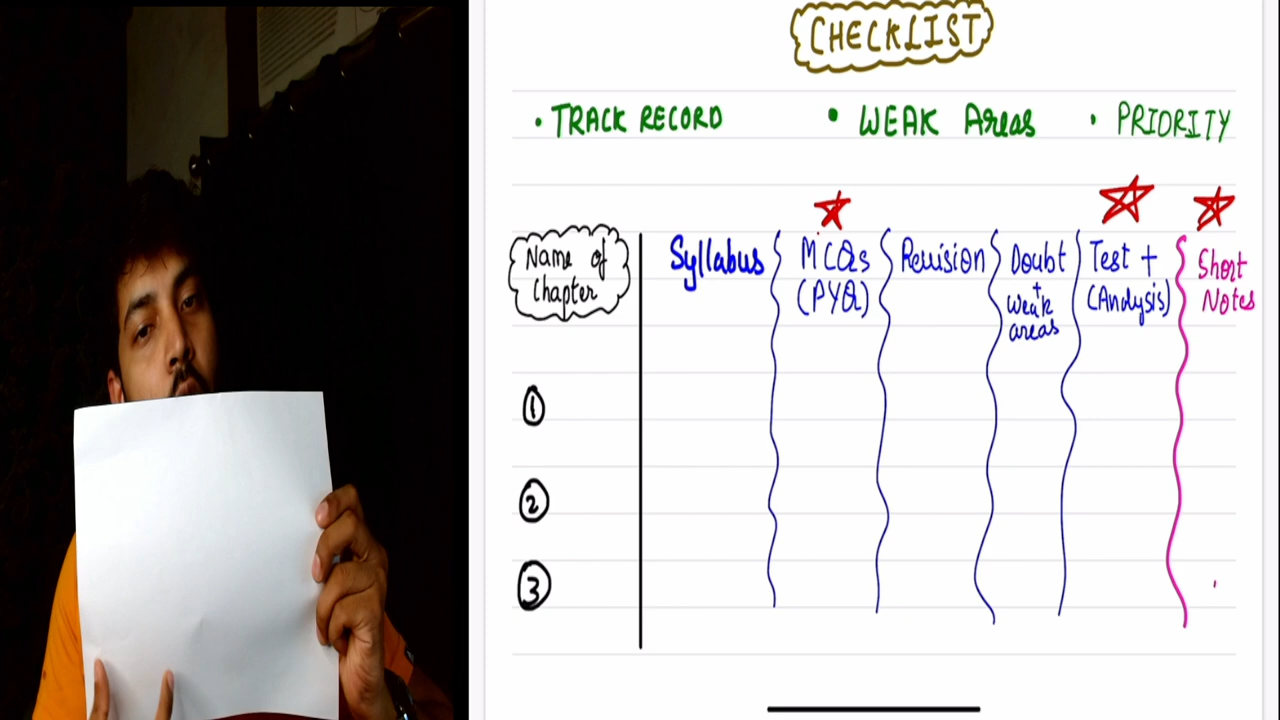 CHECKLIST
• TRACK RECORD • WEAK Areas • PRIORITY
Name of Chapter
Syllabus
MCQs
(PYQ)
Revision
Doubt
+
weak
areas
Test +
(Analysis)
Short
Notes
1
2
3